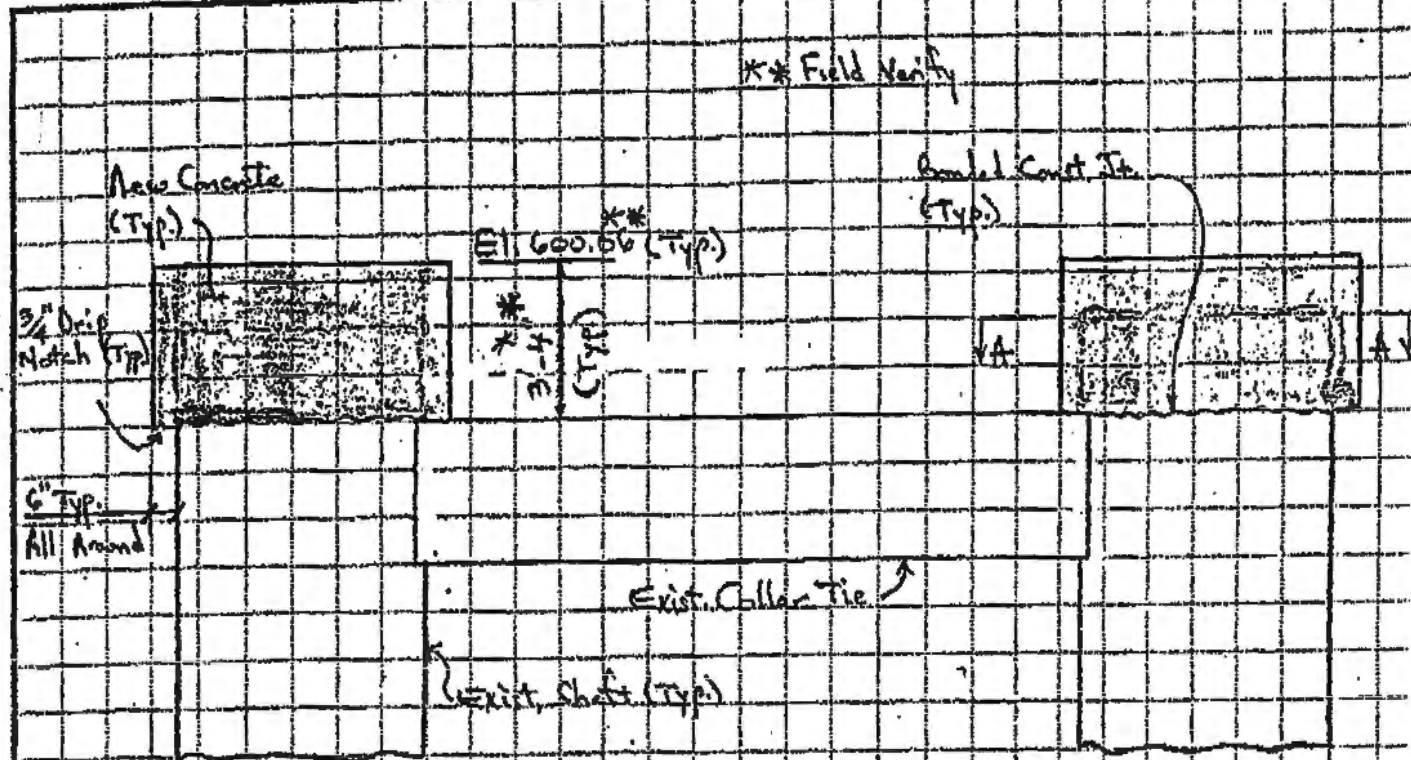 ** Field Verify
New Concrete
(Typ.)
Bonded Const. Jt.
(Typ.)
**
El. 600.06 (Typ.)
3/4" Drip
Notch (Typ.)
3'-4 **
(Typ)
A
A
6" Typ.
All Around
Exist. Collar Tie
Exist. Shaft (Typ.)